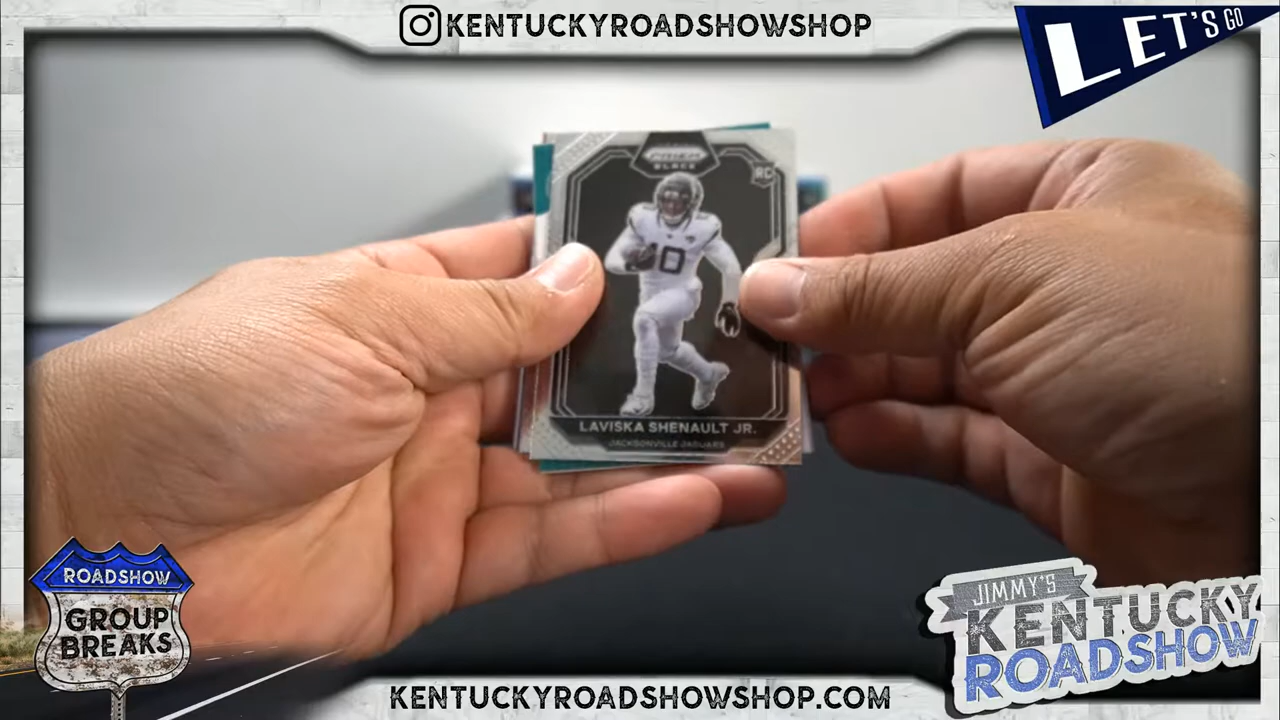 KENTUCKYROADSHOWSHOP
LET'S GO
PRIZM
BLACK
RC
10
LAVISKA SHENAULT JR.
JACKSONVILLE JAGUARS
ROADSHOW
GROUP
BREAKS
JIMMY'S
KENTUCKY
ROADSHOW
KENTUCKYROADSHOWSHOP.COM